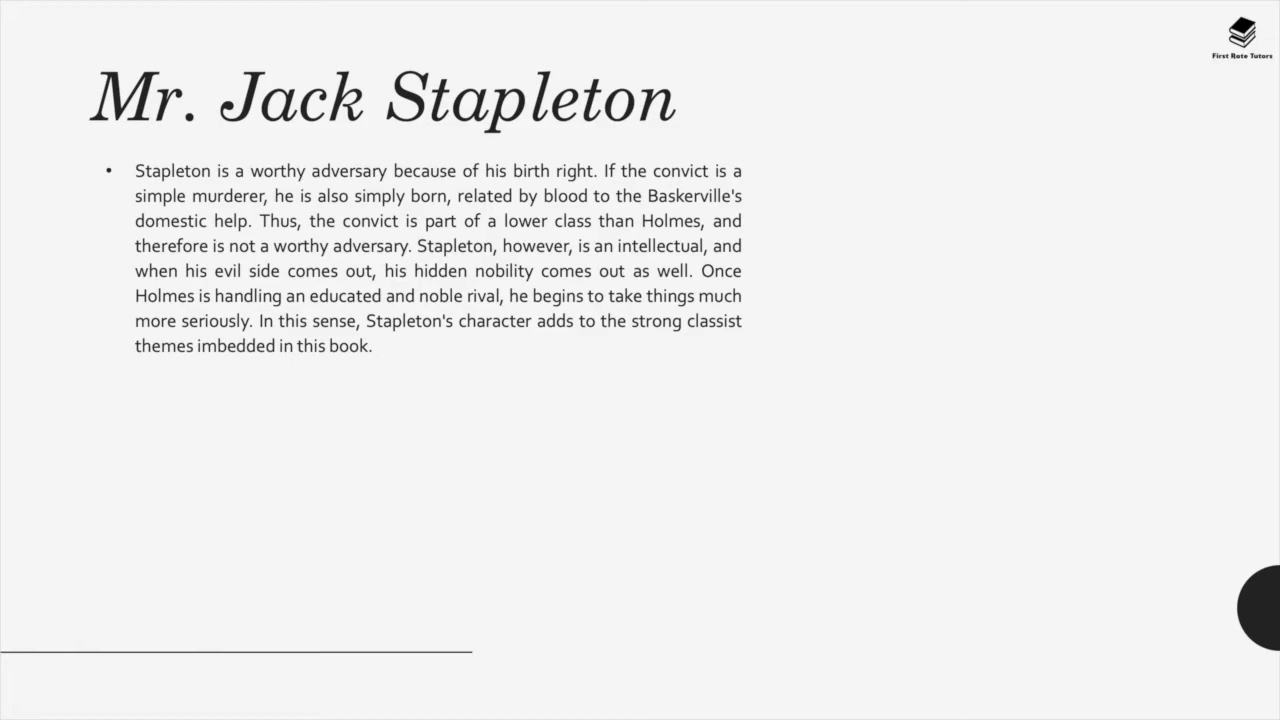 First Rate Tutors
Mr. Jack Stapleton
• Stapleton is a worthy adversary because of his birth right. If the convict is a
simple murderer, he is also simply born, related by blood to the Baskerville's
domestic help. Thus, the convict is part of a lower class than Holmes, and
therefore is not a worthy adversary. Stapleton, however, is an intellectual, and
when his evil side comes out, his hidden nobility comes out as well. Once
Holmes is handling an educated and noble rival, he begins to take things much
more seriously. In this sense, Stapleton's character adds to the strong classist
themes imbedded in this book.